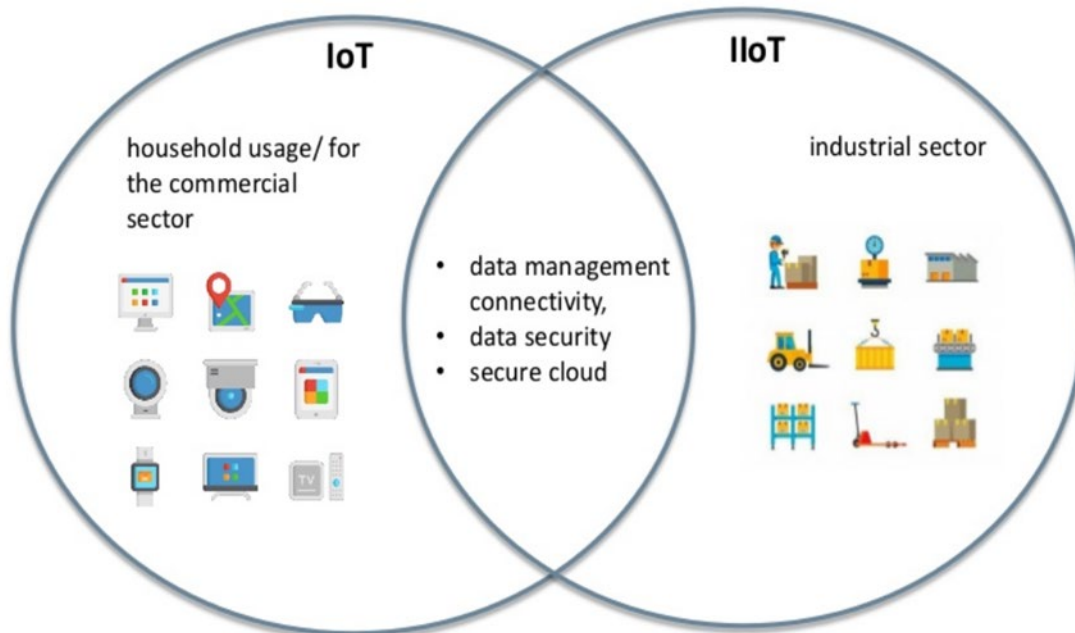 IoT
IIoT
household usage/ for
the commercial
sector
industrial sector
• data management
connectivity,
• data security
• secure cloud
TV